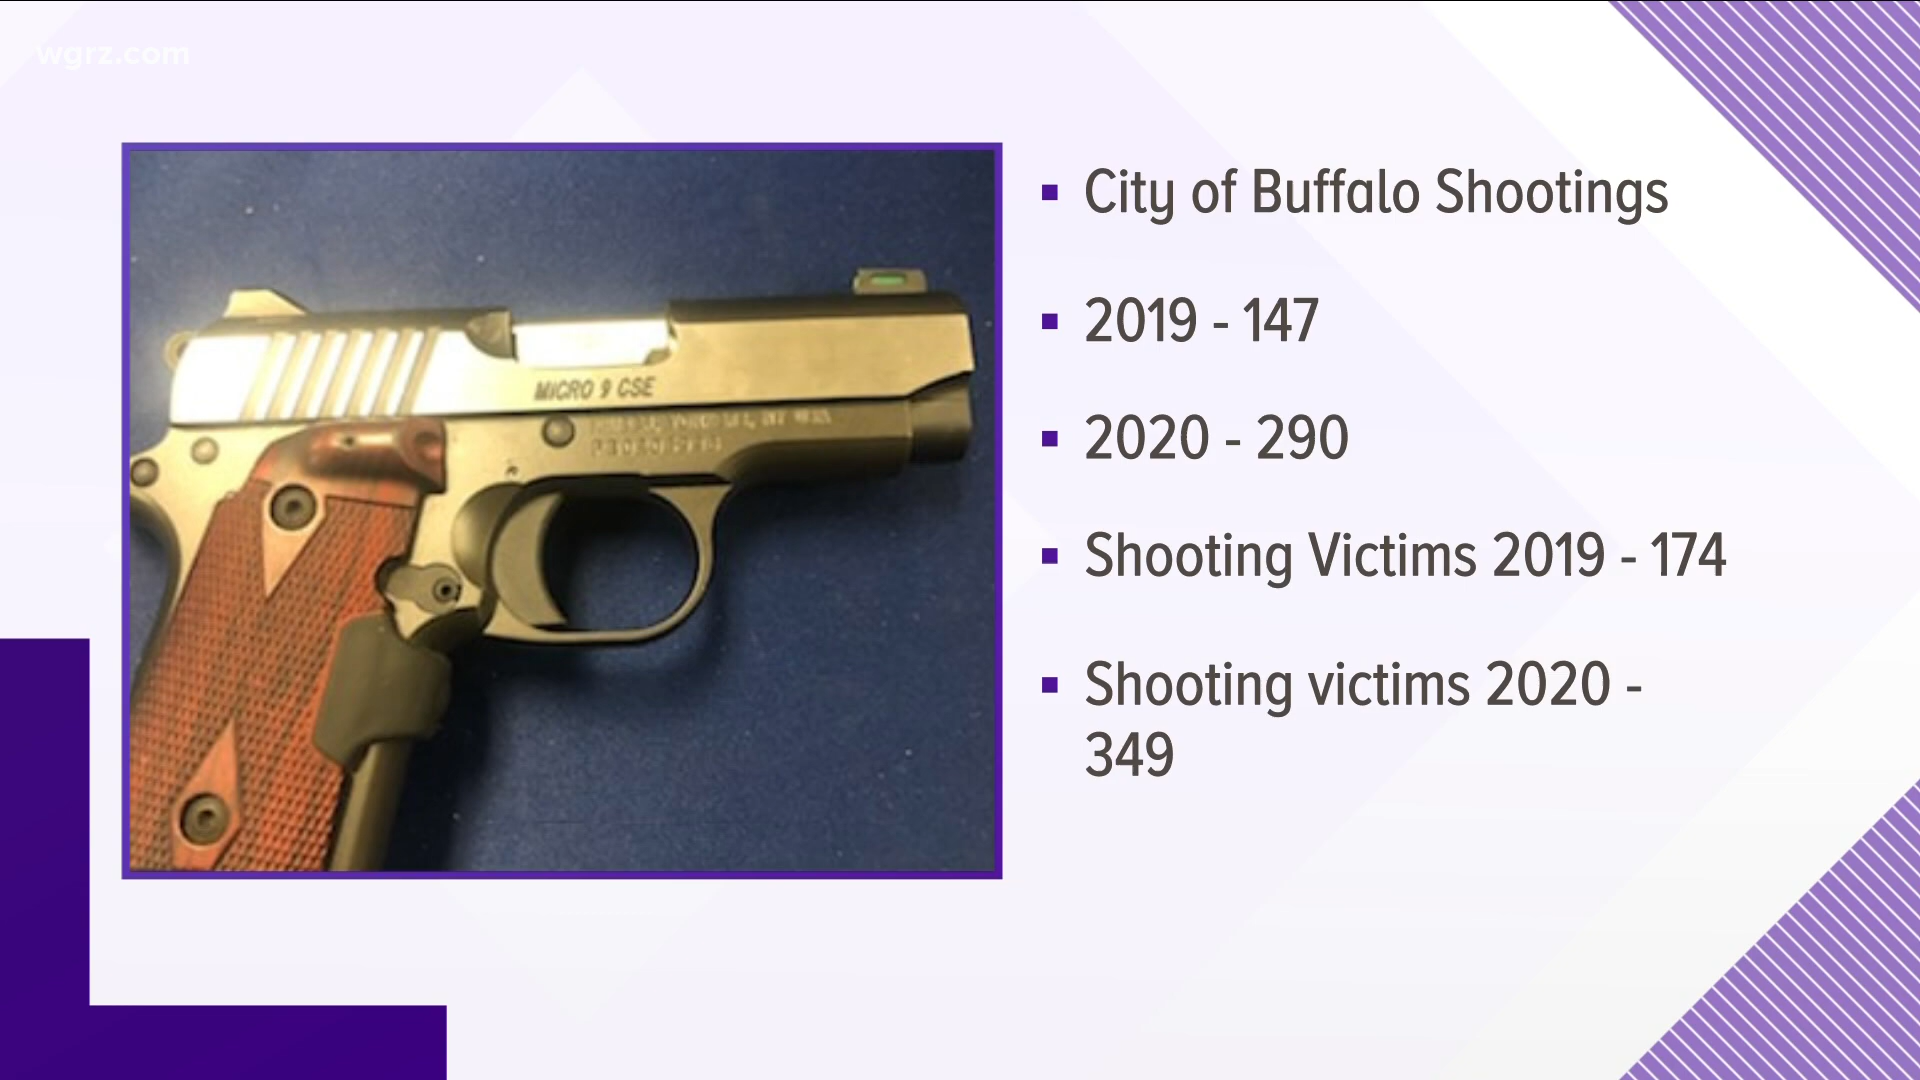 wgrz.com
MICRO 9 CSE
City of Buffalo Shootings
2019 - 147
2020 - 290
Shooting Victims 2019 - 174
Shooting victims 2020 -
349